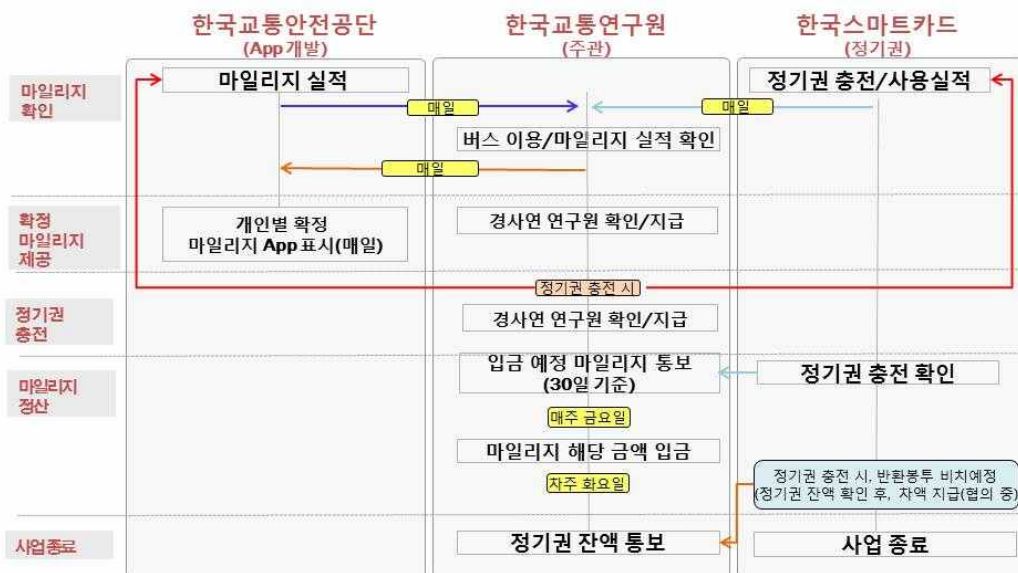 한국교통안전공단
(App 개발)
한국교통연구원
(주관)
한국스마트카드
(정기권)
마일리지
확인
마일리지 실적
정기권 충전/사용실적
매일
매일
버스 이용/마일리지 실적 확인
매일
확정
마일리지
제공
개인별 확정
마일리지 App 표시(매일)
경사연 연구원 확인/지급
정기권 충전 시
정기권
충전
경사연 연구원 확인/지급
마일리지
정산
입금 예정 마일리지 통보
(30일 기준)
정기권 충전 확인
매주 금요일
마일리지 해당 금액 입금
차주 화요일
정기권 충전 시, 반환봉투 비치예정
(정기권 잔액 확인 후, 차액 지급(협의 중)
사업종료
정기권 잔액 통보
사업 종료